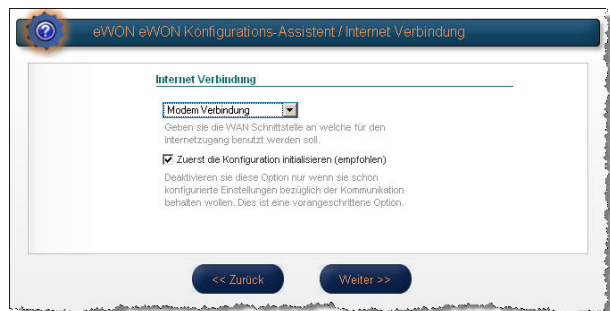 eWON eWON Konfigurations-Assistent / Internet Verbindung
Internet Verbindung
Modem Verbindung
Geben sie die WAN Schnittstelle an welche für den
Internetzugang benutzt werden soll.
Zuerst die Konfiguration initialisieren (empfohlen)
Deaktivieren sie diese Option nur wenn sie schon
konfigurierte Einstellungen bezüglich der Kommunikation
behalten wollen. Dies ist eine vorangeschrittene Option.
<< Zurück
Weiter >>